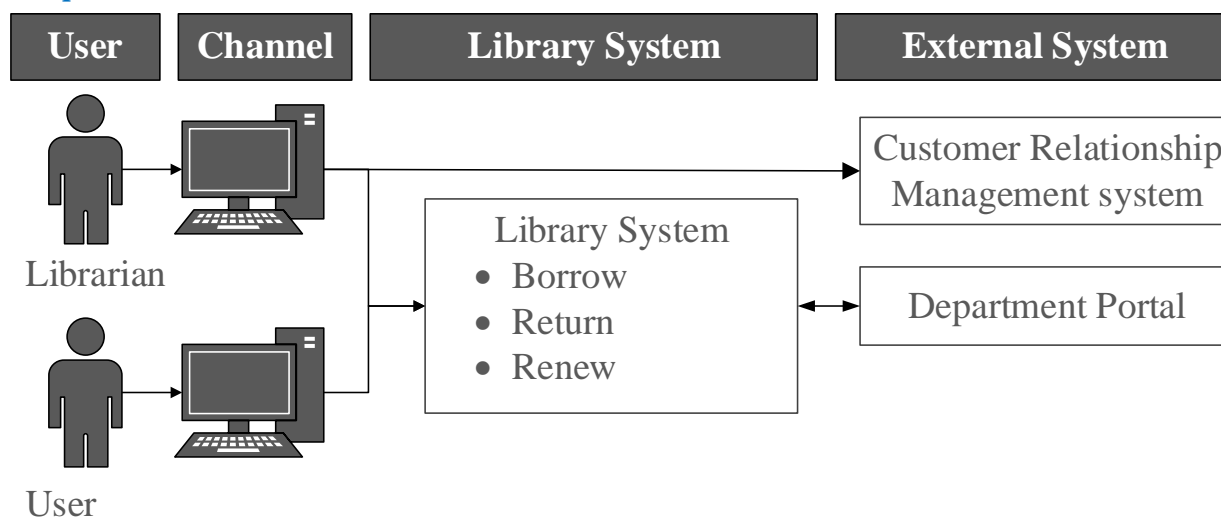 User
Channel
Library System
External System
Customer Relationship
Management system
Librarian
Library System
• Borrow
• Return
• Renew
Department Portal
User